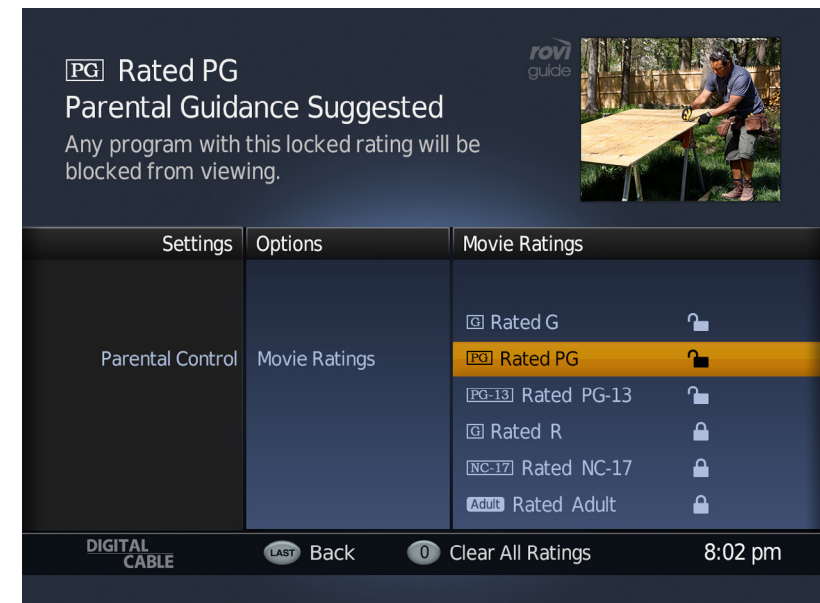 PG Rated PG
rovi
guide
Parental Guidance Suggested
Any program with this locked rating will be
blocked from viewing.
Settings Options Movie Ratings
G Rated G
Parental Control Movie Ratings PG Rated PG
PG-13 Rated PG-13
G Rated R
NC-17 Rated NC-17
Adult Rated Adult
DIGITAL
CABLE
LAST Back 0 Clear All Ratings 8:02 pm